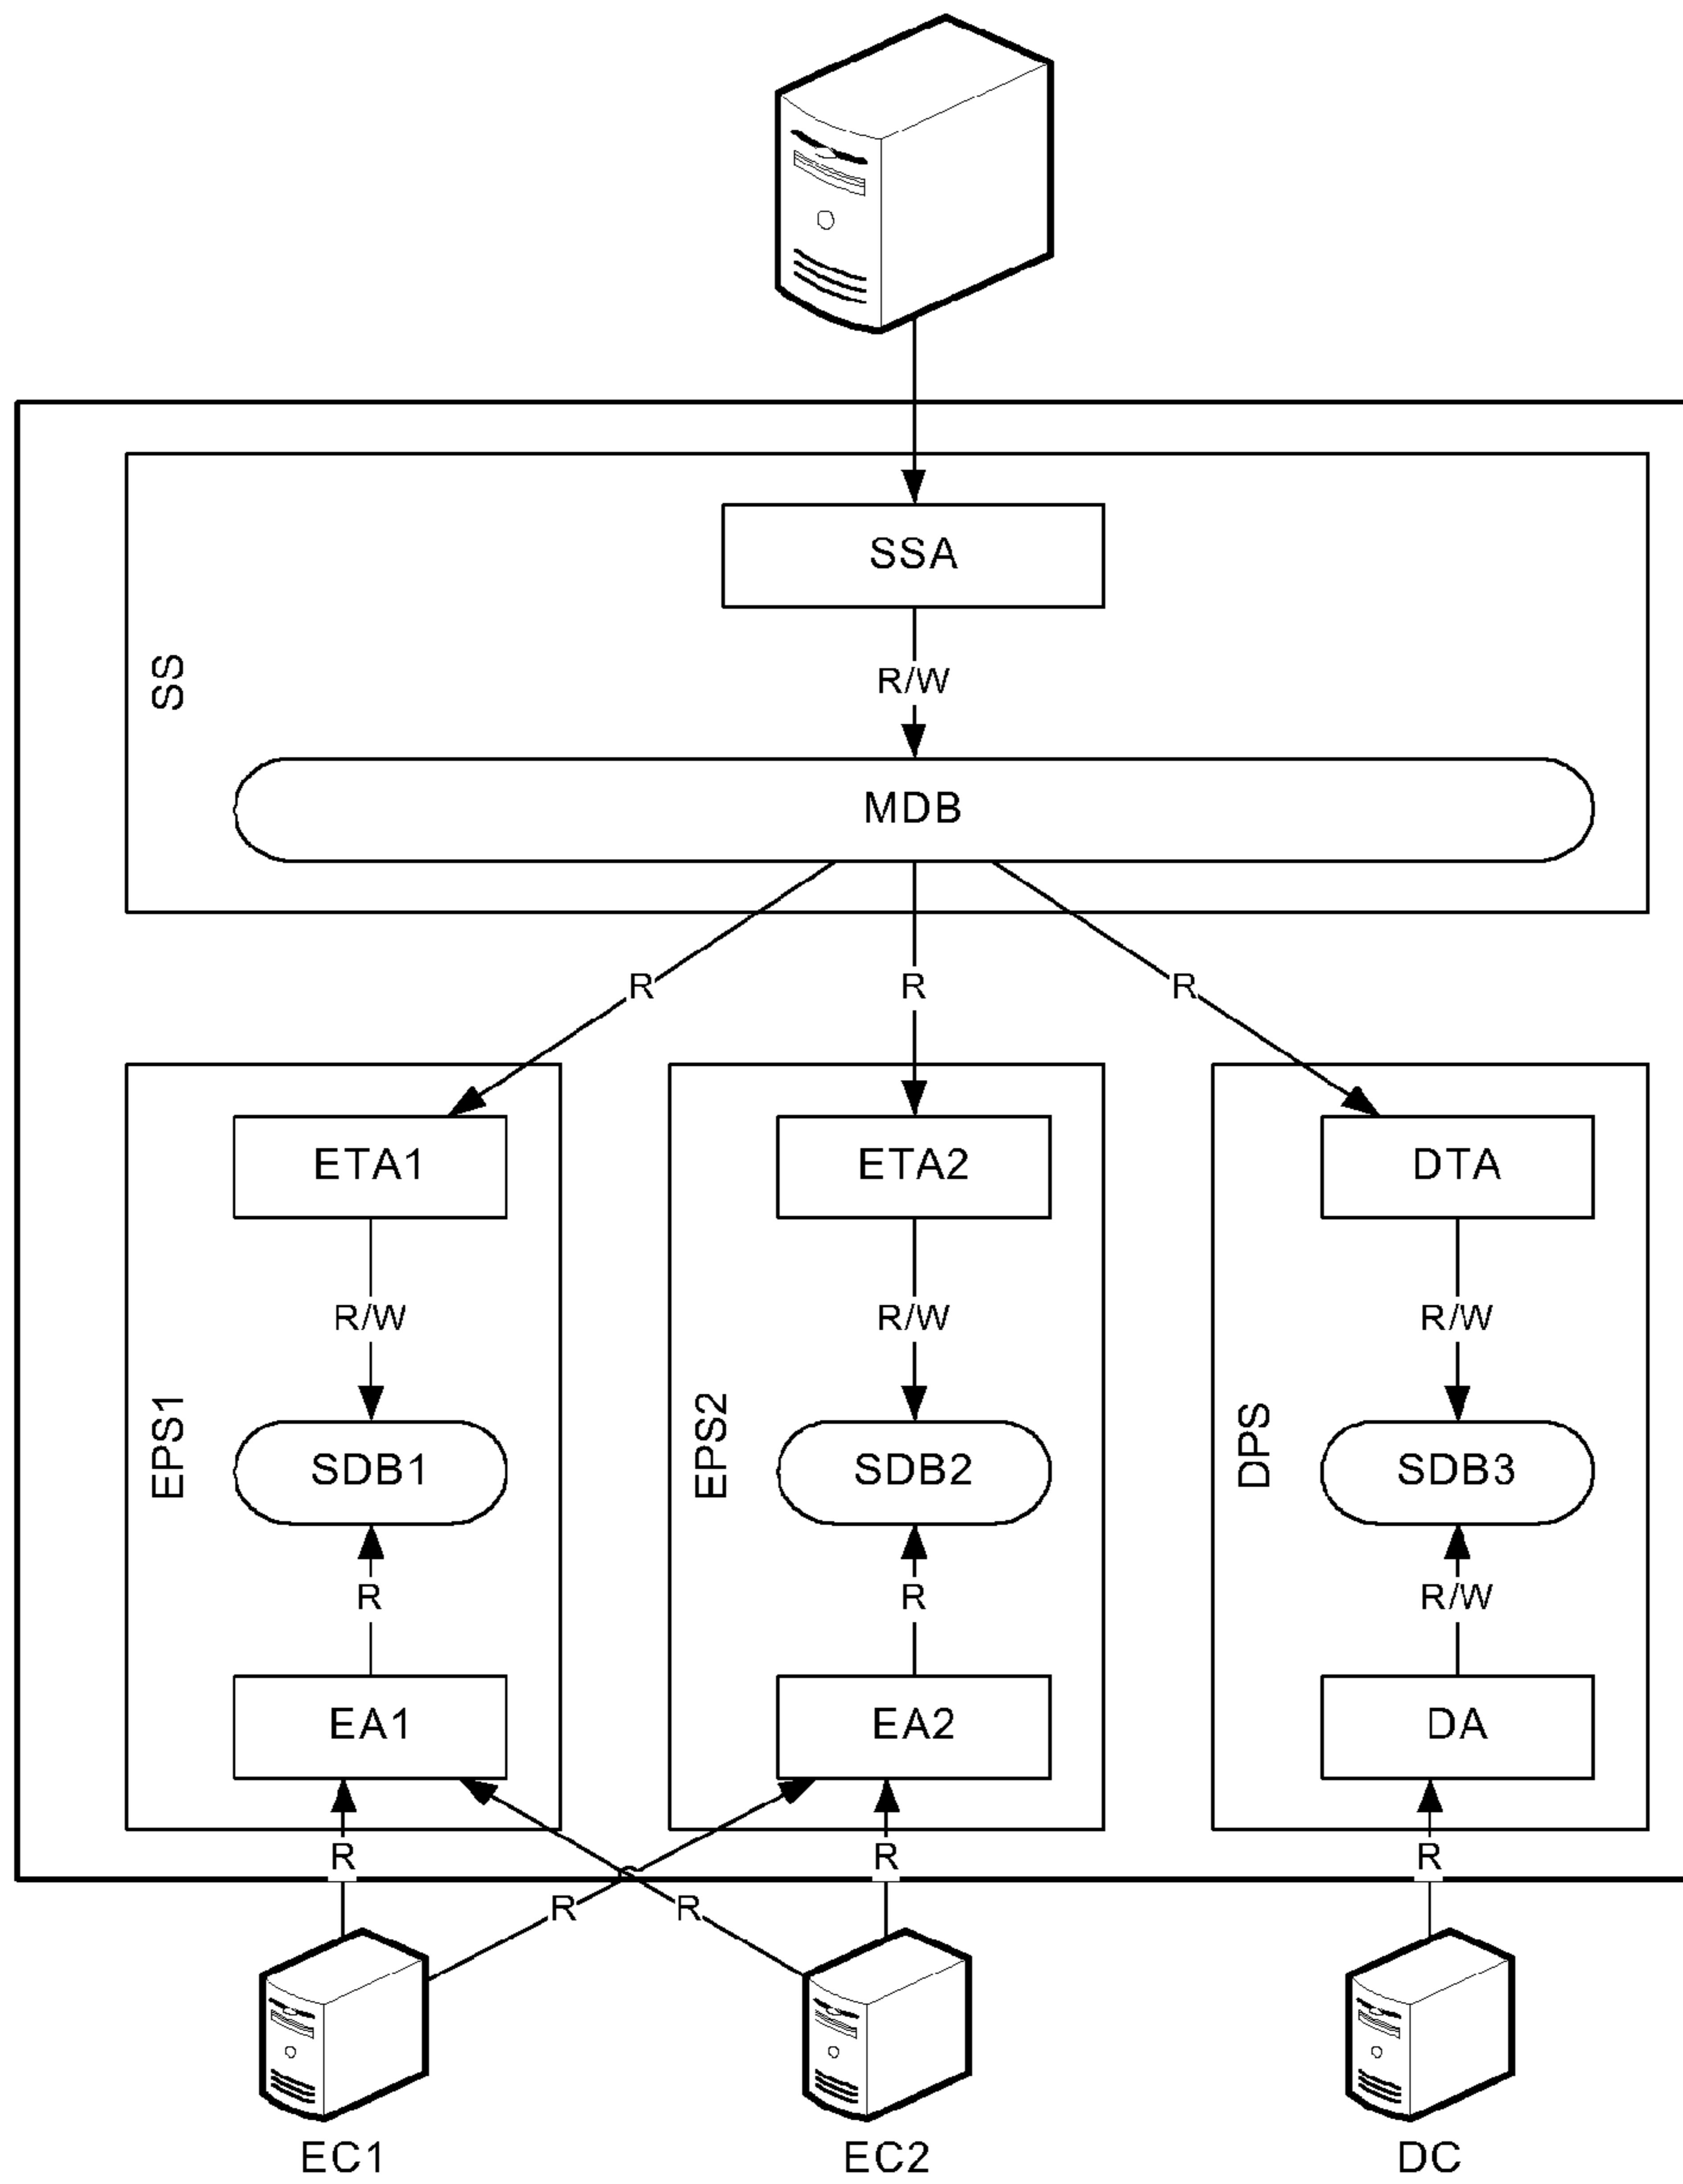 SSA
SS
R/W
MDB
R R R
ETA1 ETA2 DTA
R/W R/W R/W
EPS1 EPS2 DPS
SDB1 SDB2 SDB3
R R R/W
EA1 EA2 DA
R R R
R R
EC1 EC2 DC